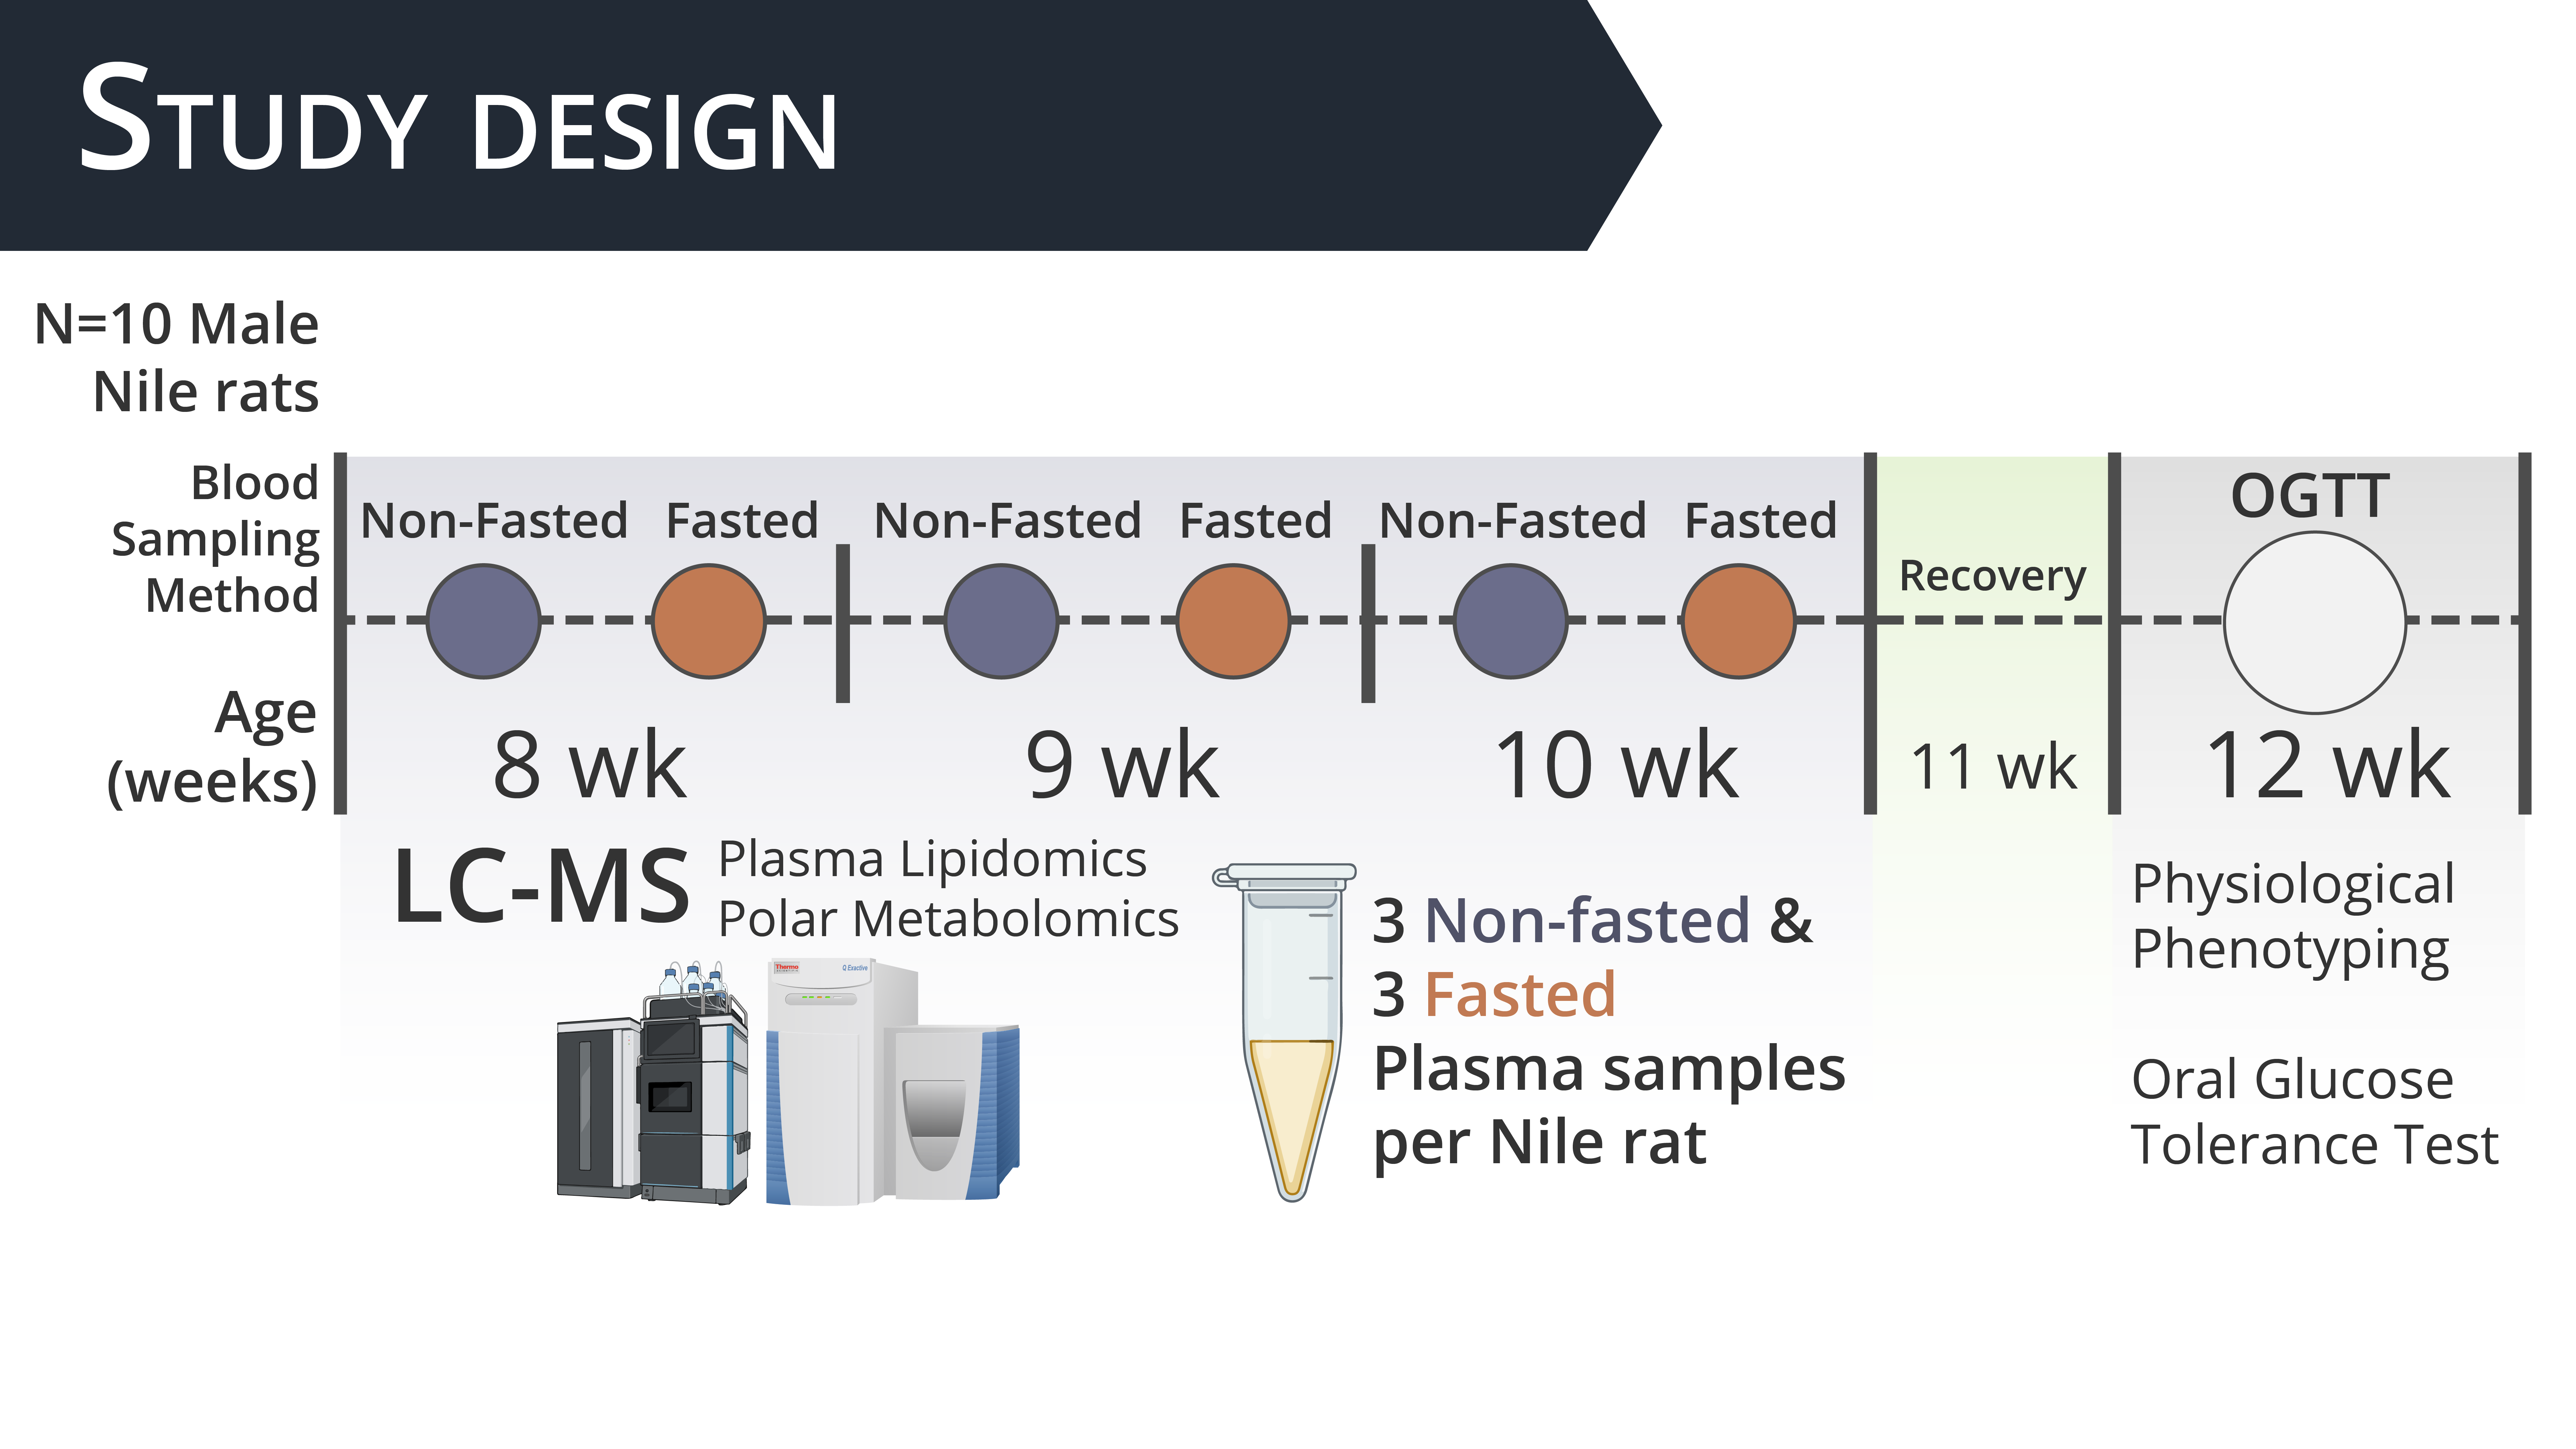 STUDY DESIGN
N=10 Male
Nile rats
Blood
Sampling
Method
Non-Fasted Fasted Non-Fasted Fasted Non-Fasted Fasted
Recovery
OGTT
Age
(weeks)
8 wk 9 wk 10 wk 11 wk 12 wk
LC-MS
Plasma Lipidomics
Polar Metabolomics
Thermo
SCIENTIFIC
Q Exactive
3 Non-fasted &
3 Fasted
Plasma samples
per Nile rat
Physiological
Phenotyping
Oral Glucose
Tolerance Test